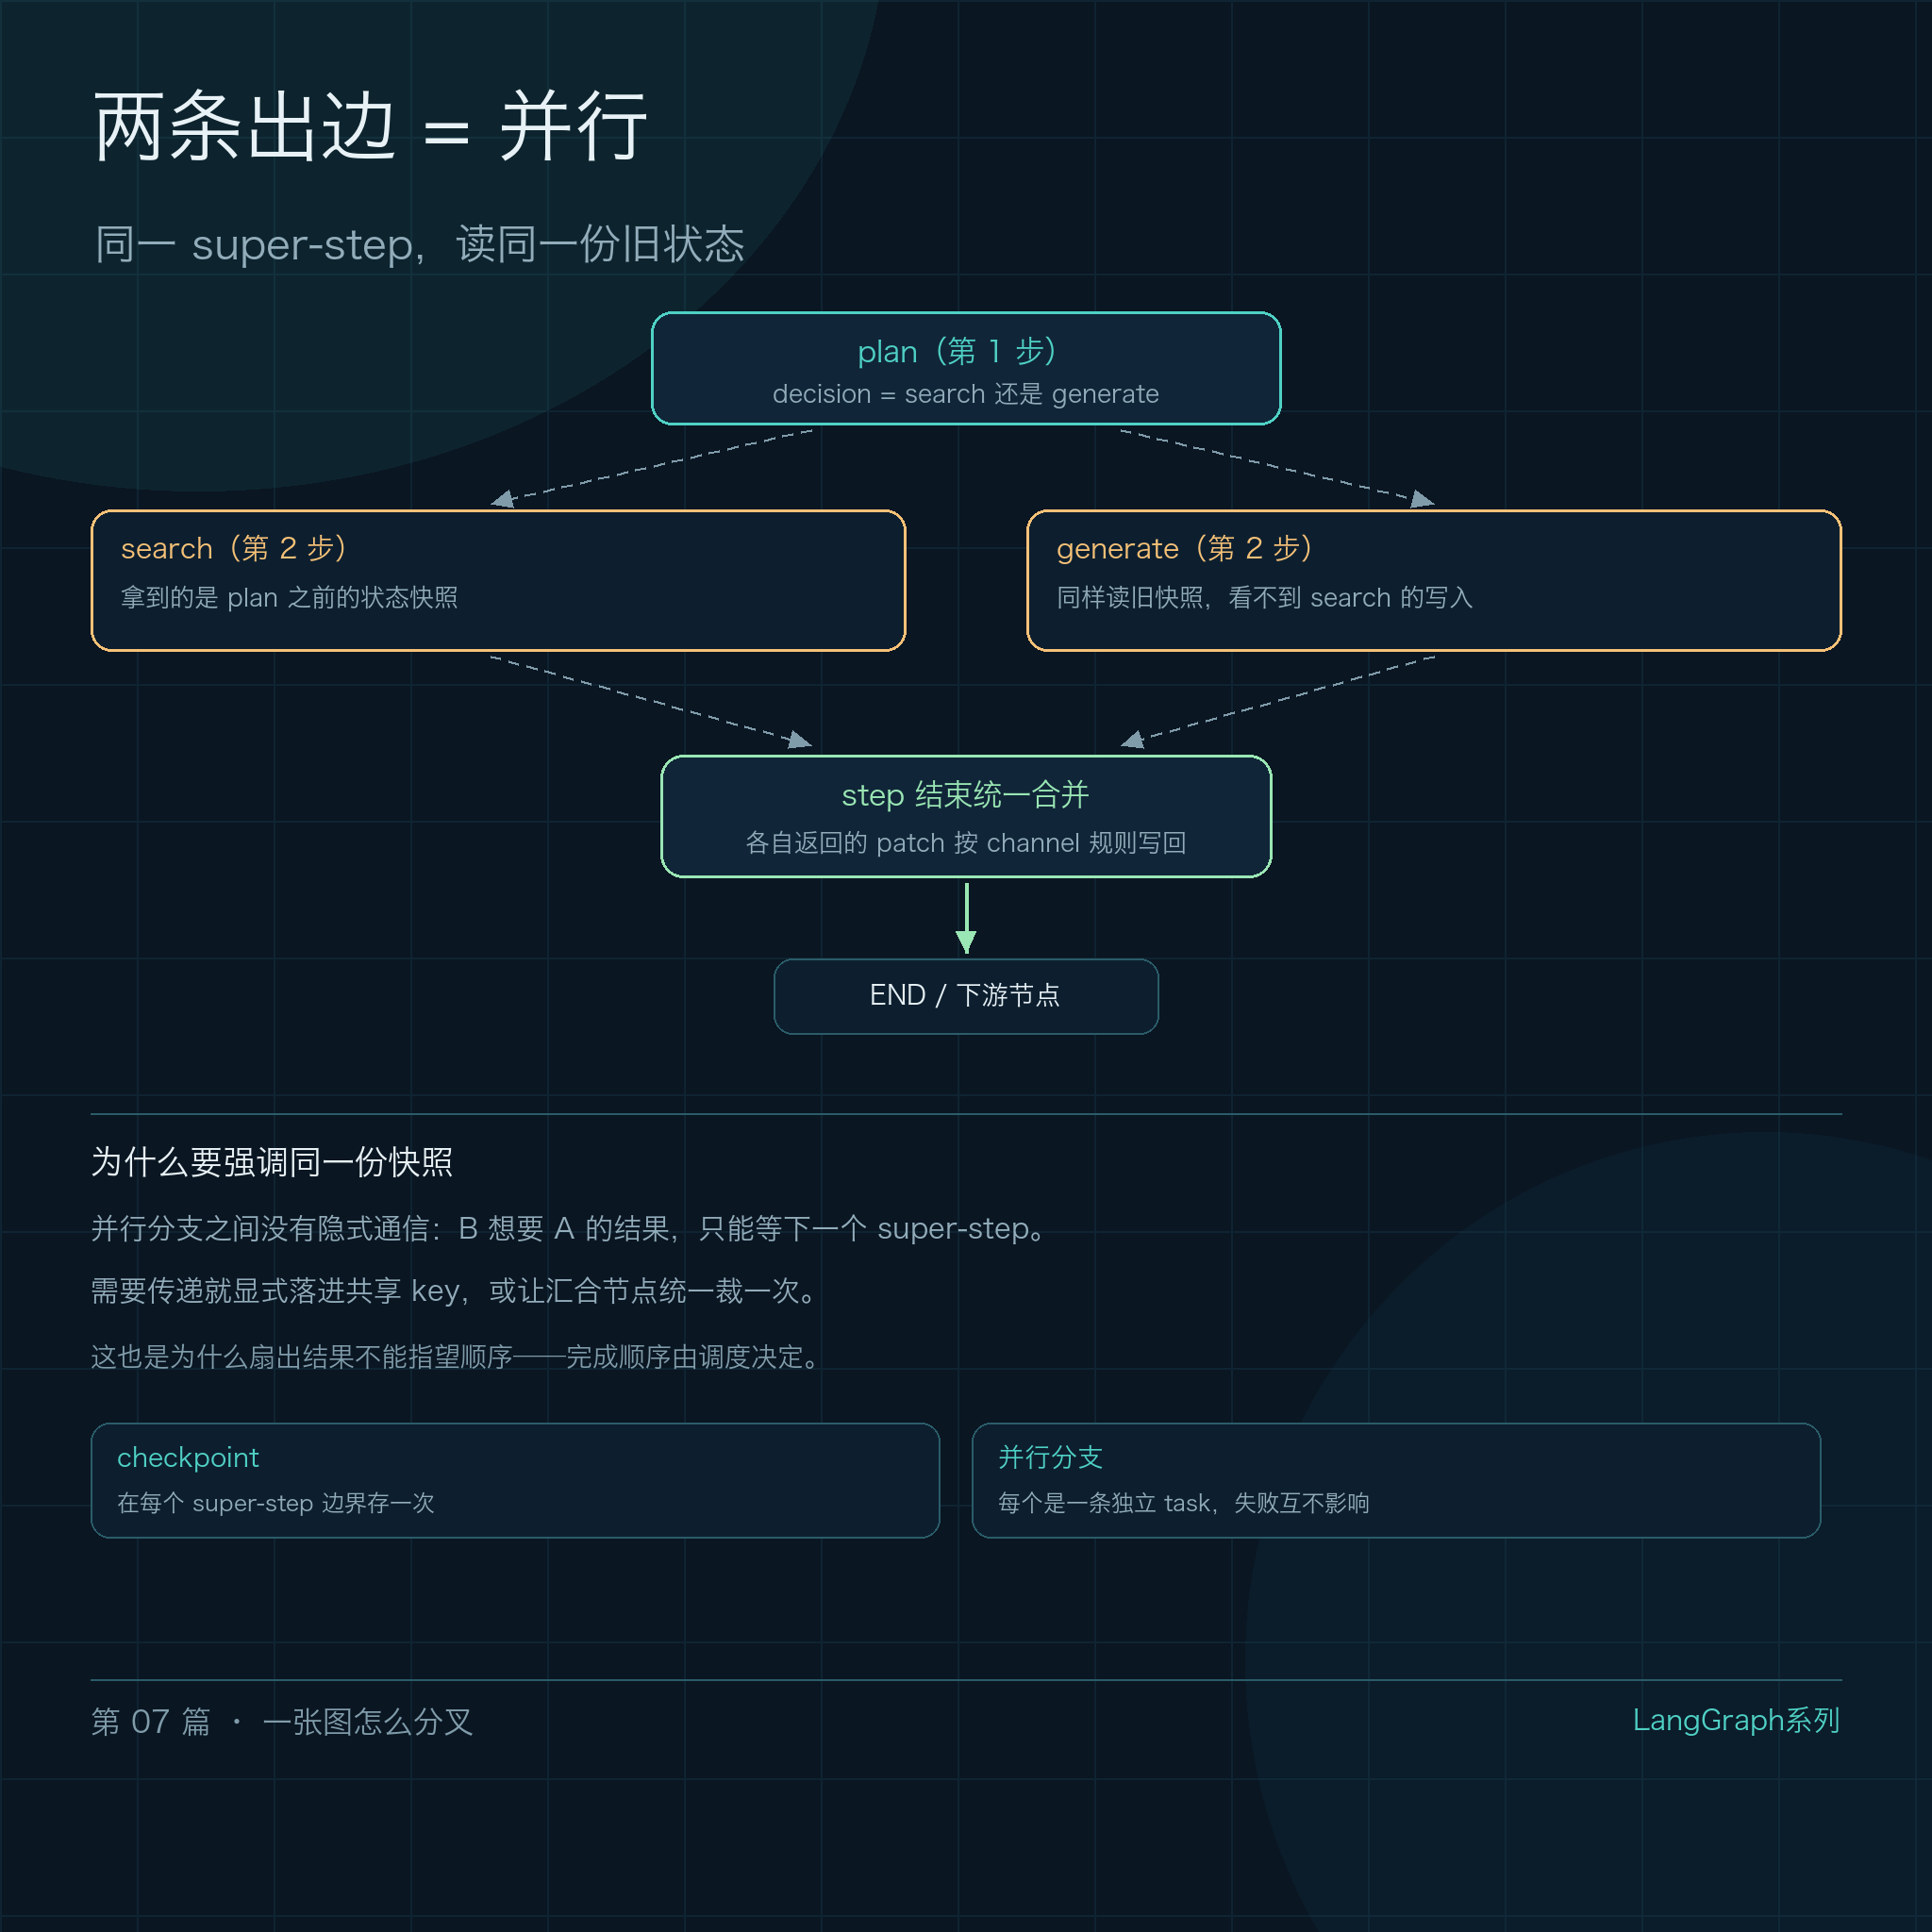 两条出边 = 并行
同一 super-step，读同一份旧状态
plan（第 1 步）
decision = search 还是 generate
search（第 2 步）
拿到的是 plan 之前的状态快照
generate（第 2 步）
同样读旧快照，看不到 search 的写入
step 结束统一合并
各自返回的 patch 按 channel 规则写回
END / 下游节点
为什么要强调同一份快照
并行分支之间没有隐式通信：B 想要 A 的结果，只能等下一个 super-step。
需要传递就显式落进共享 key，或让汇合节点统一裁一次。
这也是为什么扇出结果不能指望顺序——完成顺序由调度决定。
checkpoint
在每个 super-step 边界存一次
并行分支
每个是一条独立 task，失败互不影响
第 07 篇 · 一张图怎么分叉
LangGraph系列